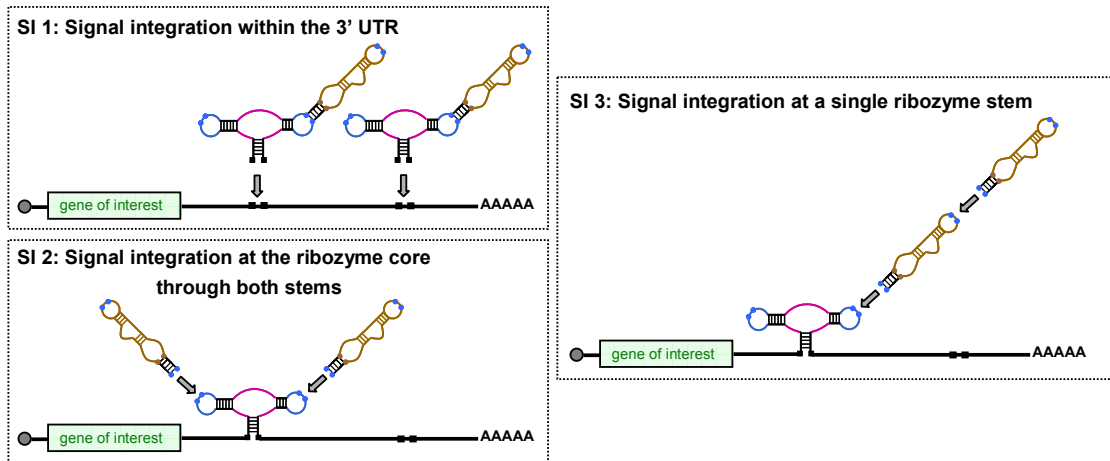 SI 1: Signal integration within the 3' UTR
gene of interest
AAAAA
SI 2: Signal integration at the ribozyme core
through both stems
gene of interest
AAAAA
SI 3: Signal integration at a single ribozyme stem
gene of interest
AAAAA